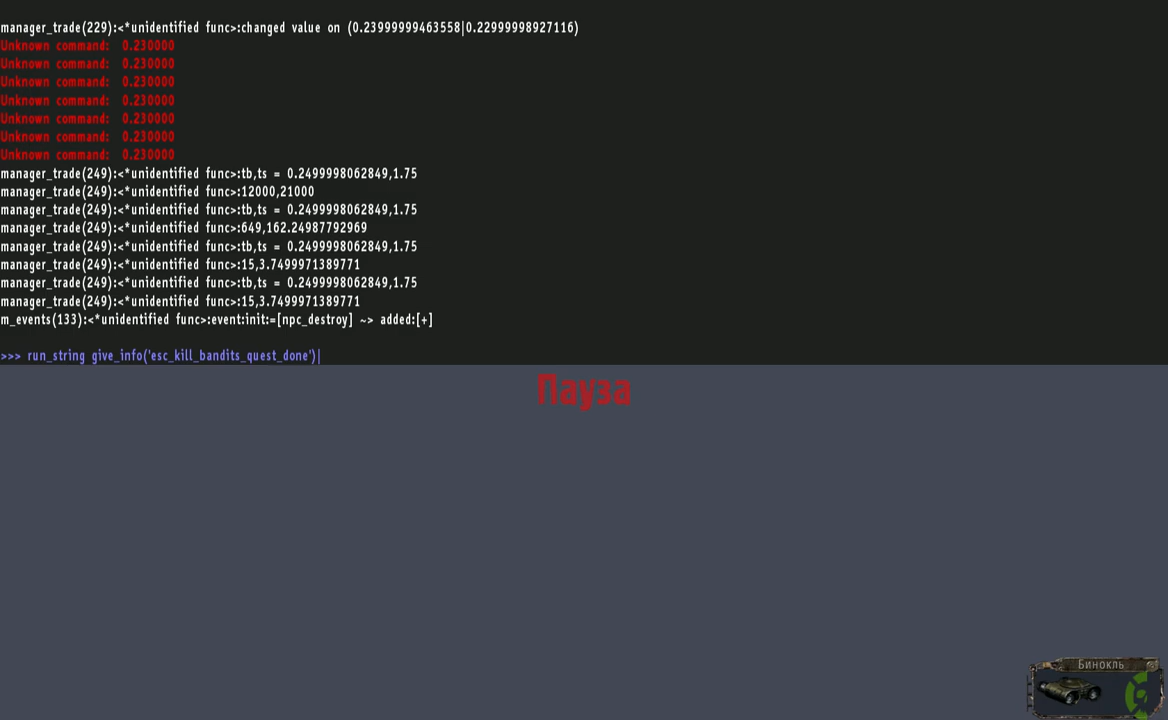 manager_trade(229):<*unidentified func>:changed value on (0.23999999463558|0.22999998927116)
Unknown command:  0.230000
Unknown command:  0.230000
Unknown command:  0.230000
Unknown command:  0.230000
Unknown command:  0.230000
Unknown command:  0.230000
Unknown command:  0.230000
manager_trade(249):<*unidentified func>:tb,ts = 0.2499998062849,1.75
manager_trade(249):<*unidentified func>:12000,21000
manager_trade(249):<*unidentified func>:tb,ts = 0.2499998062849,1.75
manager_trade(249):<*unidentified func>:649,162.24987792969
manager_trade(249):<*unidentified func>:tb,ts = 0.2499998062849,1.75
manager_trade(249):<*unidentified func>:15,3.7499971389771
manager_trade(249):<*unidentified func>:tb,ts = 0.2499998062849,1.75
manager_trade(249):<*unidentified func>:15,3.7499971389771
m_events(133):<*unidentified func>:event:init:=[npc_destroy] ~> added:[+]
>>> run_string give_info('esc_kill_bandits_quest_done')|
Пауза
Бинокль